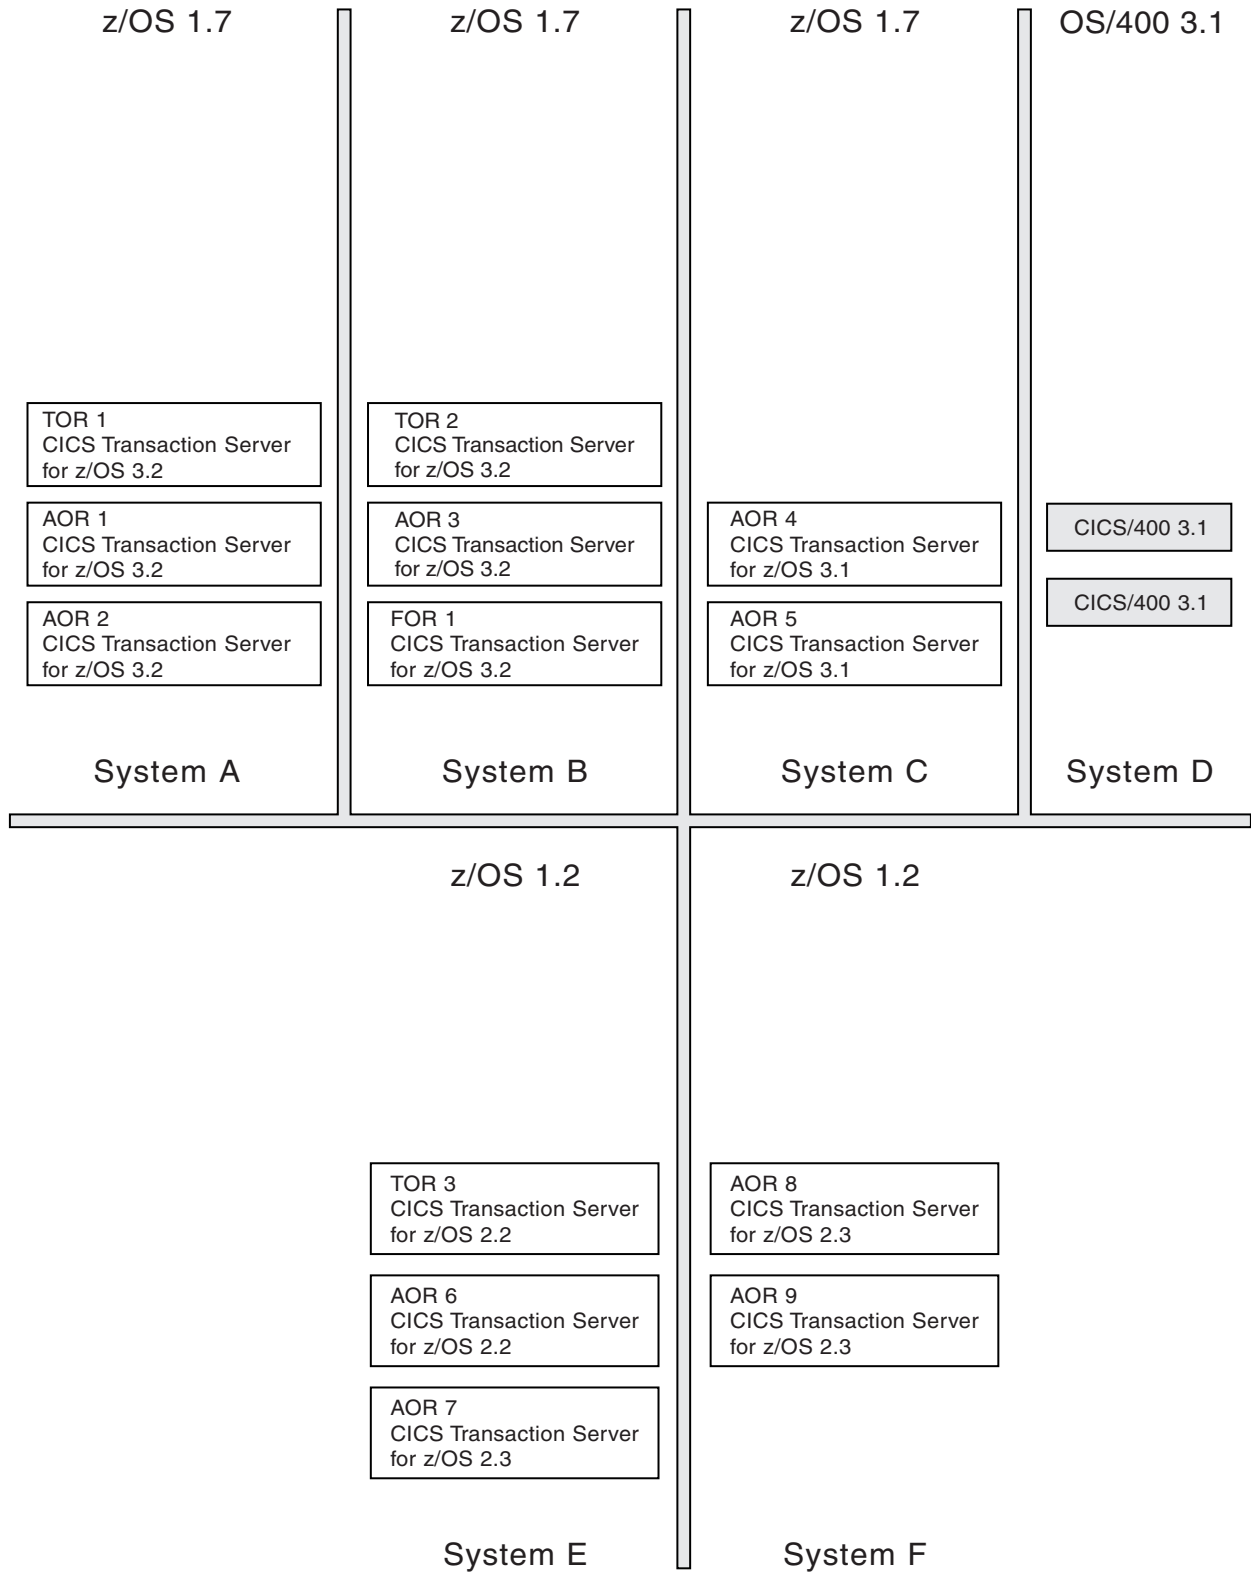 z/OS 1.7
z/OS 1.7
z/OS 1.7
OS/400 3.1
TOR 1
CICS Transaction Server
for z/OS 3.2
AOR 1
CICS Transaction Server
for z/OS 3.2
AOR 2
CICS Transaction Server
for z/OS 3.2
System A
TOR 2
CICS Transaction Server
for z/OS 3.2
AOR 3
CICS Transaction Server
for z/OS 3.2
FOR 1
CICS Transaction Server
for z/OS 3.2
System B
AOR 4
CICS Transaction Server
for z/OS 3.1
AOR 5
CICS Transaction Server
for z/OS 3.1
System C
CICS/400 3.1
CICS/400 3.1
System D
z/OS 1.2
z/OS 1.2
TOR 3
CICS Transaction Server
for z/OS 2.2
AOR 6
CICS Transaction Server
for z/OS 2.2
AOR 7
CICS Transaction Server
for z/OS 2.3
System E
AOR 8
CICS Transaction Server
for z/OS 2.3
AOR 9
CICS Transaction Server
for z/OS 2.3
System F